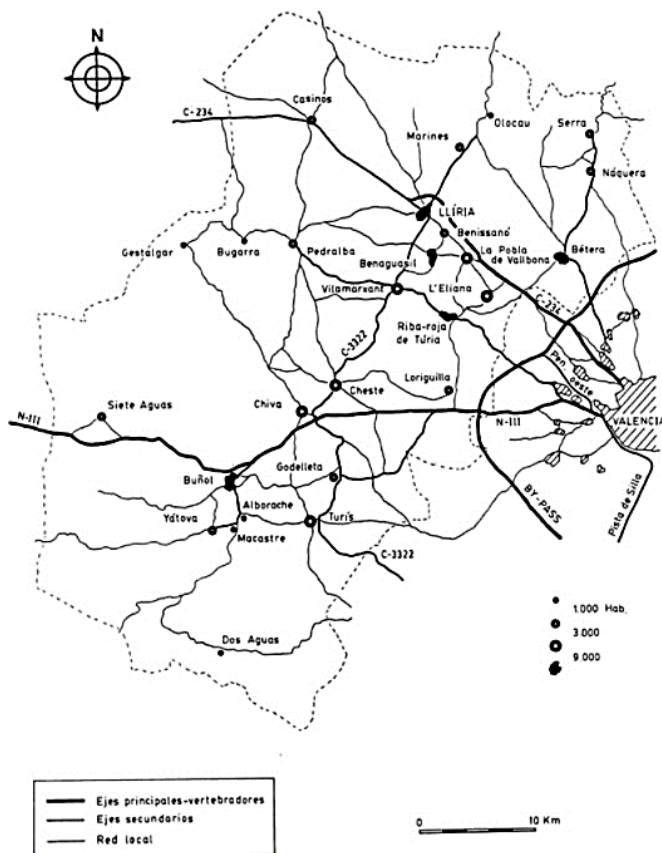 N
Casinos
C-234
Olocau
Serra
Marines
Náquera
LLÍRIA
Benissanó
Gestalgar
Bugarra
Pedralba
La Pobla
de Vallbona
Bétera
Benaguasil
Vilamarxant
L'Eliana
C-234
Riba-roja
de Túria
C-3322
Pen. oeste
Siete Aguas
Cheste
Loriguilla
Chiva
N-III
N-III
VALENCIA
Buñol
Godelleta
BY-PASS
Pista de Silla
Alborache
Yátova
Turís
Macastre
C-3322
1.000 Hab.
3.000
9.000
Dos Aguas
Ejes principales-vertebradores
Ejes secundarios
Red local
0 10 Km